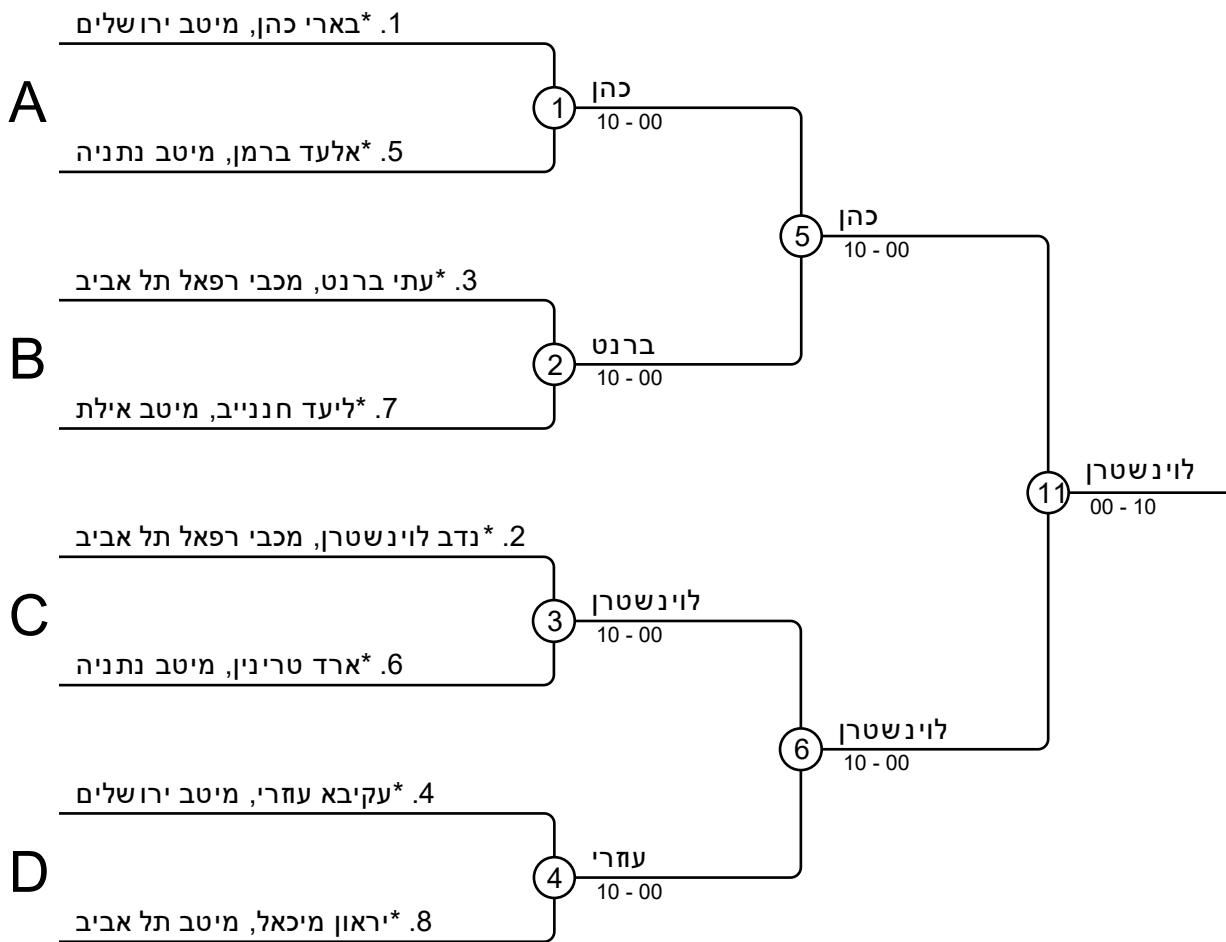 1. *בארי כהן, מיטב ירושלים
A
1
כהן
10 - 00
5. *אלעד ברמן, מיטב נתניה
5
כהן
10 - 00
3. *עתי ברנט, מכבי רפאל תל אביב
B
2
ברנט
10 - 00
7. *ליעד חננייב, מיטב אילת
11
לוינשטרן
00 - 10
2. *נדב לוינשטרן, מכבי רפאל תל אביב
C
3
לוינשטרן
10 - 00
6. *ארד טרינין, מיטב נתניה
6
לוינשטרן
10 - 00
4. *עקיבא עוזרי, מיטב ירושלים
D
4
עוזרי
10 - 00
8. *יראון מיכאל, מיטב תל אביב